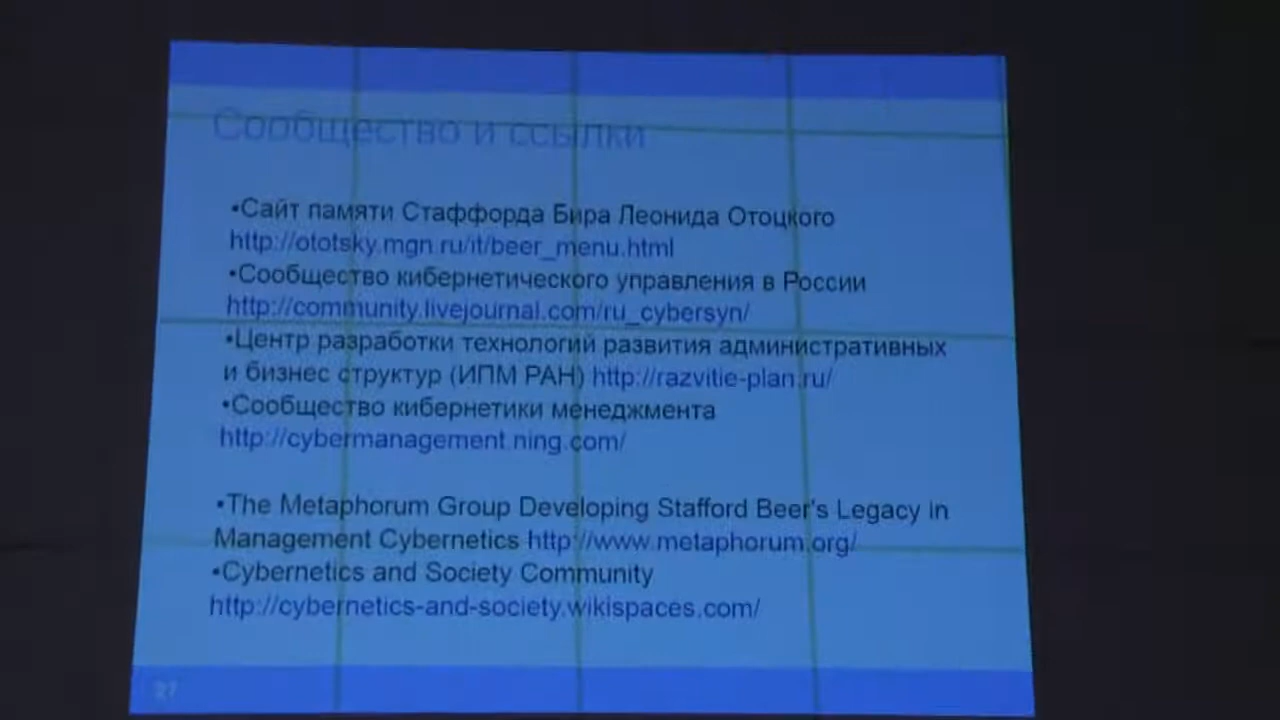 Сообщество и ссылки
•Сайт памяти Стаффорда Бира Леонида Отоцкого
http://ototsky.mgn.ru/it/beer_menu.html
•Сообщество кибернетического управления в России
http://community.livejournal.com/ru_cybersyn/
•Центр разработки технологий развития административных
и бизнес структур (ИПМ РАН) http://razvitie-plan.ru/
•Сообщество кибернетики менеджмента
http://cybermanagement.ning.com/
•The Metaphorum Group Developing Stafford Beer's Legacy in
Management Cybernetics http://www.metaphorum.org/
•Cybernetics and Society Community
http://cybernetics-and-society.wikispaces.com/
27